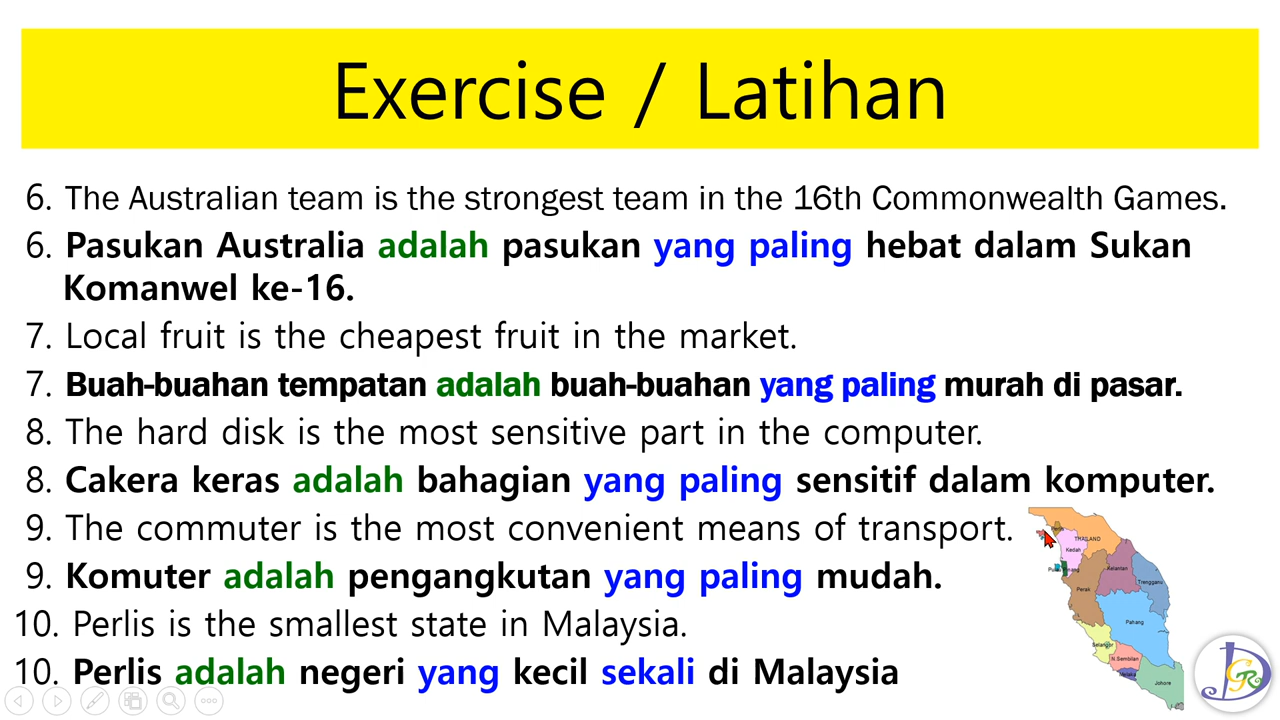 Exercise / Latihan
6. The Australian team is the strongest team in the 16th Commonwealth Games.
6. Pasukan Australia adalah pasukan yang paling hebat dalam Sukan
Komanwel ke-16.
7. Local fruit is the cheapest fruit in the market.
7. Buah-buahan tempatan adalah buah-buahan yang paling murah di pasar.
8. The hard disk is the most sensitive part in the computer.
8. Cakera keras adalah bahagian yang paling sensitif dalam komputer.
9. The commuter is the most convenient means of transport.
9. Komuter adalah pengangkutan yang paling mudah.
10. Perlis is the smallest state in Malaysia.
10. Perlis adalah negeri yang kecil sekali di Malaysia
THAILAND
Kedah
Kelantan
Trengganu
Perak
Pahang
Selangor
N.Sembilan
Melaka
Johore